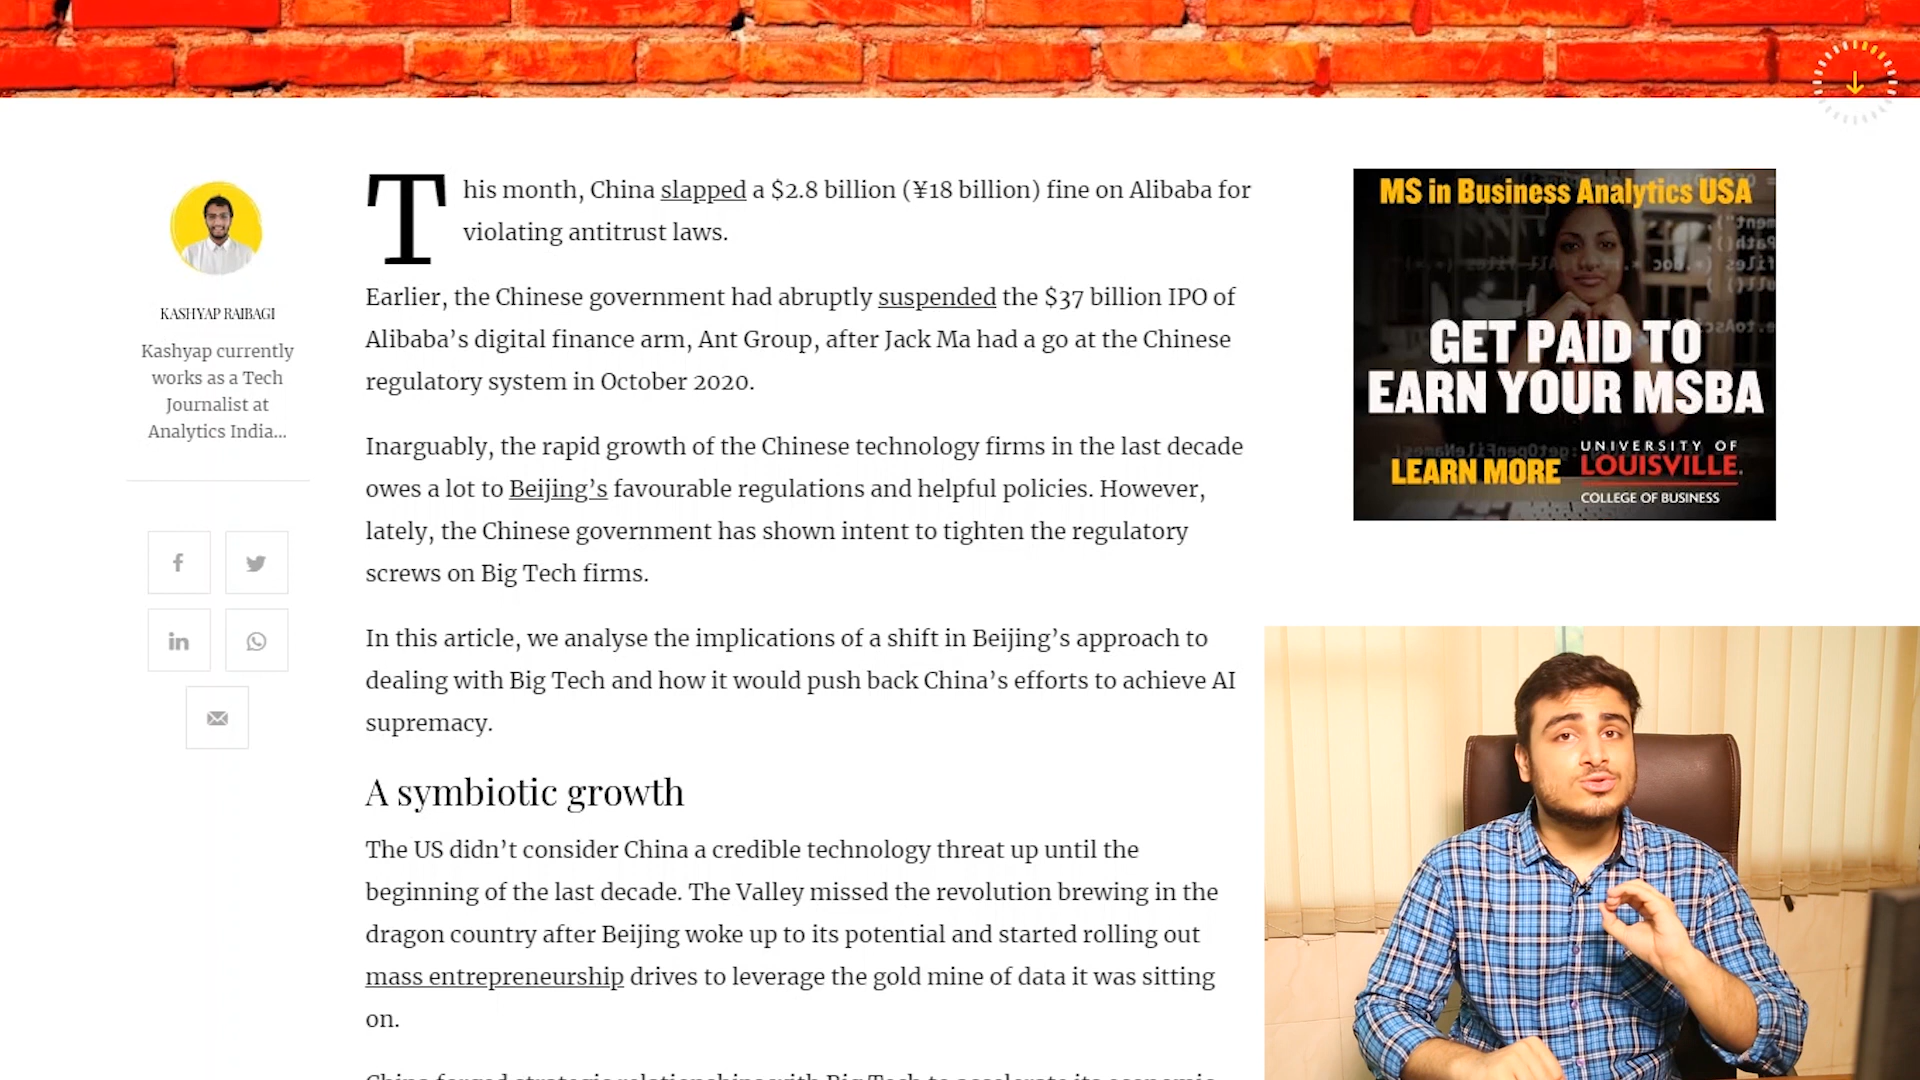 KASHYAP RAIBAGI
Kashyap currently
works as a Tech
Journalist at
Analytics India...
This month, China slapped a $2.8 billion (¥18 billion) fine on Alibaba for
violating antitrust laws.
Earlier, the Chinese government had abruptly suspended the $37 billion IPO of
Alibaba’s digital finance arm, Ant Group, after Jack Ma had a go at the Chinese
regulatory system in October 2020.
Inarguably, the rapid growth of the Chinese technology firms in the last decade
owes a lot to Beijing’s favourable regulations and helpful policies. However,
lately, the Chinese government has shown intent to tighten the regulatory
screws on Big Tech firms.
In this article, we analyse the implications of a shift in Beijing’s approach to
dealing with Big Tech and how it would push back China’s efforts to achieve AI
supremacy.
A symbiotic growth
The US didn’t consider China a credible technology threat up until the
beginning of the last decade. The Valley missed the revolution brewing in the
dragon country after Beijing woke up to its potential and started rolling out
mass entrepreneurship drives to leverage the gold mine of data it was sitting
on.
MS in Business Analytics USA
GET PAID TO
EARN YOUR MSBA
LEARN MORE
UNIVERSITY OF
LOUISVILLE.
COLLEGE OF BUSINESS